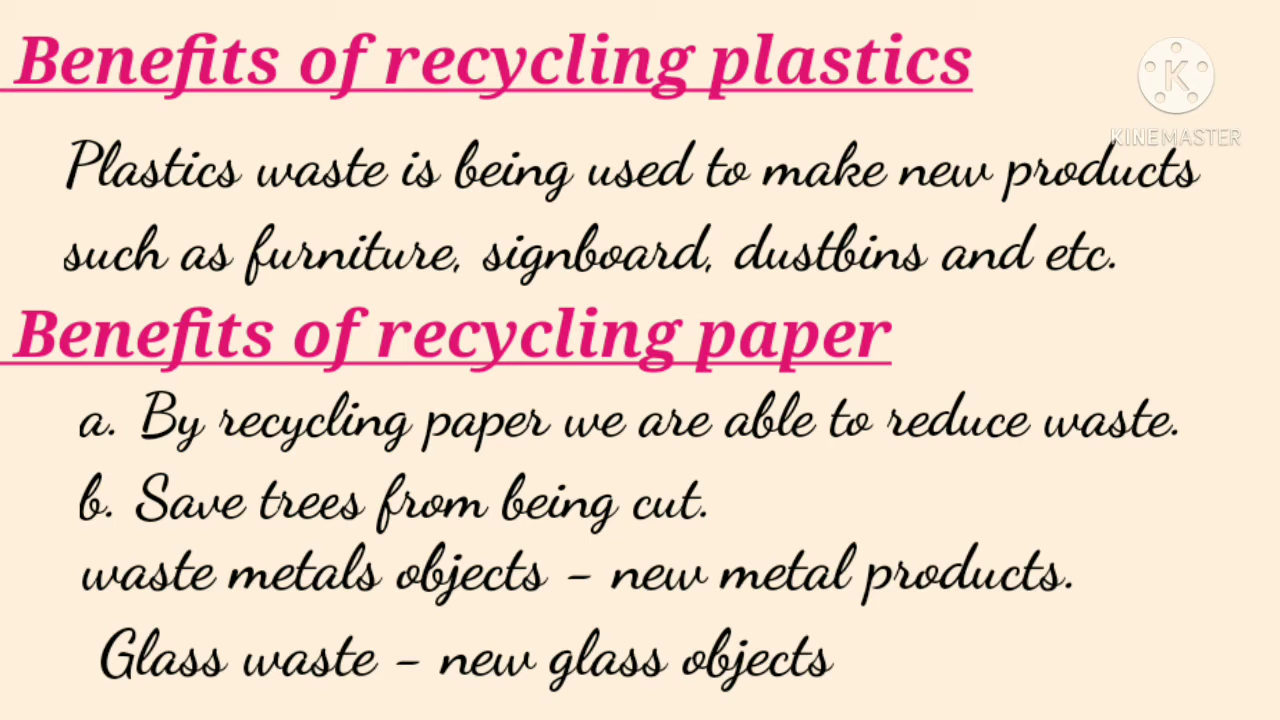 Benefits of recycling plastics
K
KINEMASTER
Plastics waste is being used to make new products
such as furniture, signboard, dustbins and etc.
Benefits of recycling paper
a. By recycling paper we are able to reduce waste.
b. Save trees from being cut.
waste metals objects - new metal products.
Glass waste - new glass objects